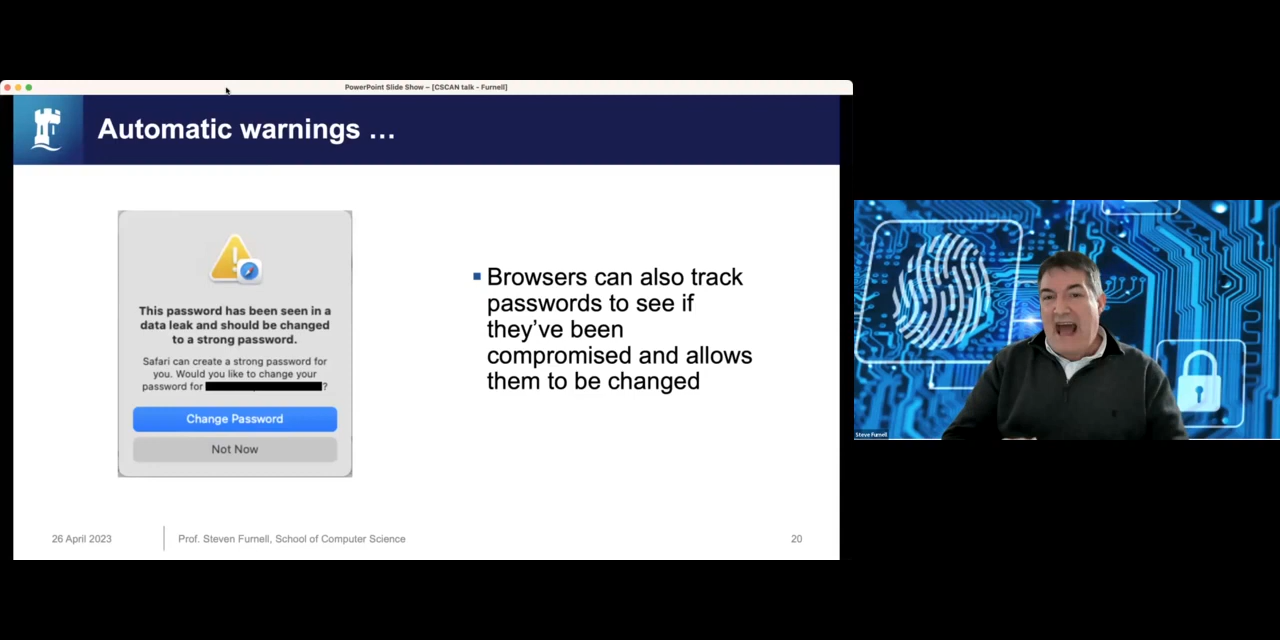 PowerPoint Slide Show – [CSCAN talk - Furnell]
Automatic warnings …
This password has been seen in a
data leak and should be changed
to a strong password.
Safari can create a strong password for
you. Would you like to change your
password for ?
Change Password
Not Now
Browsers can also track
passwords to see if
they’ve been
compromised and allows
them to be changed
26 April 2023
Prof. Steven Furnell, School of Computer Science
20
Steve Furnell